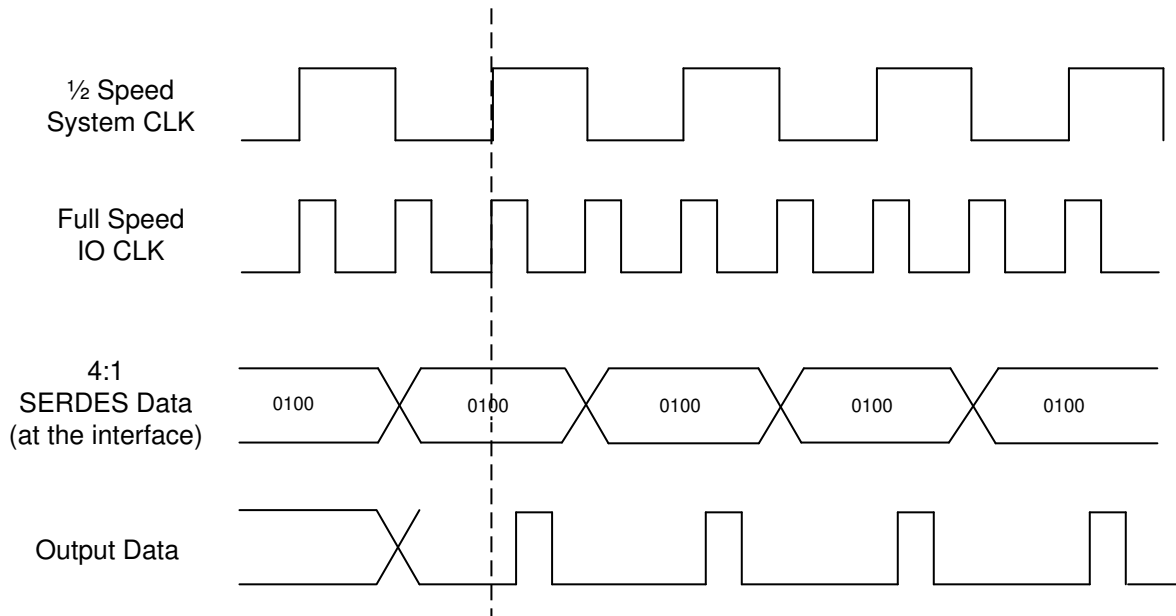 ½ Speed
System CLK
Full Speed
IO CLK
4:1
SERDES Data
(at the interface)
0100
0100
0100
0100
0100
Output Data